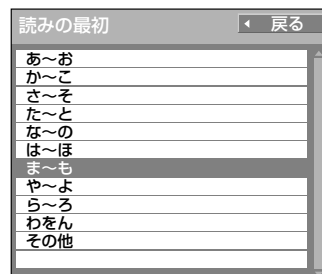 読みの最初
戻る
あ～お
か～こ
さ～そ
た～と
な～の
は～ほ
ま～も
や～よ
ら～ろ
わをん
その他